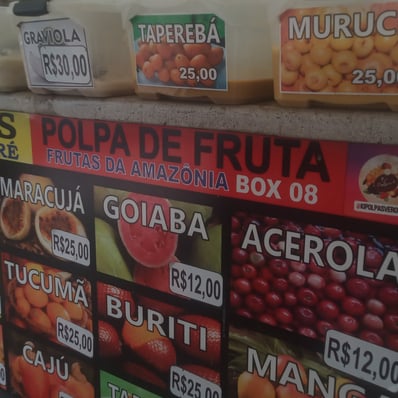 GRAVIOLA
R$30,00
TAPEREBÁ
25,00
MURUC
25,0
S
RÉ
POLPA DE FRUTA
FRUTAS DA AMAZÔNIA BOX 08
MARACUJÁ
R$25,00
GOIABA
R$12,00
ACEROLA
R$12,00
TUCUMÃ
R$25,00
BURITI
R$25,00
CAJÚ
MANG